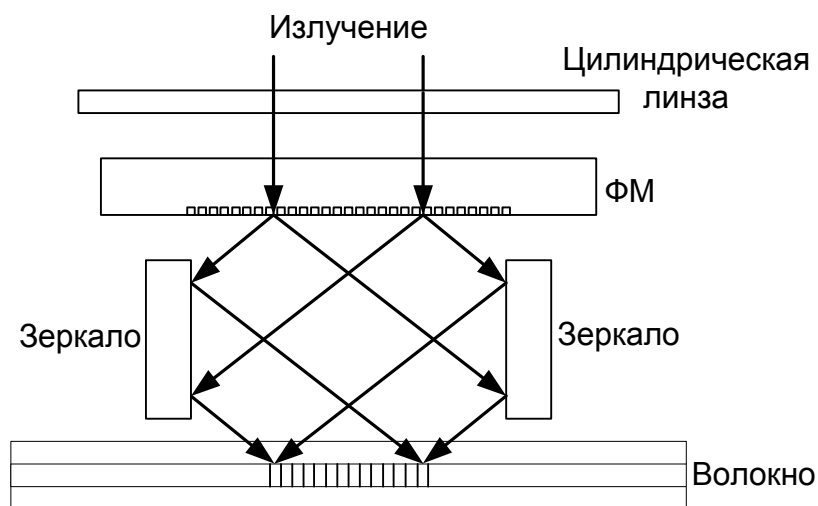 Излучение
Цилиндрическая
линза
ФМ
Зеркало
Зеркало
Волокно